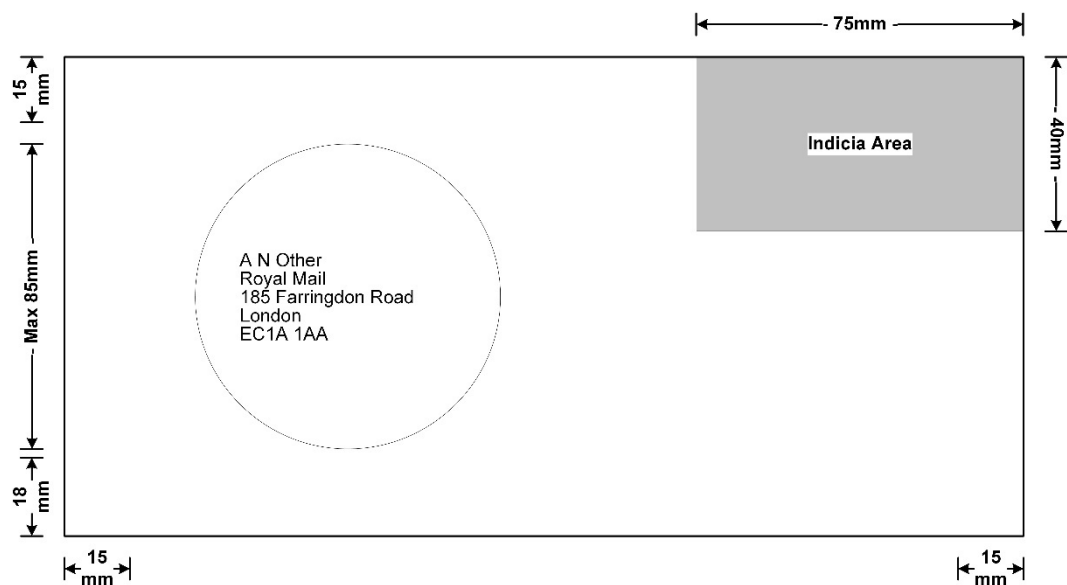 75mm
15
mm
40mm
Indicia Area
Max 85mm
A N Other
Royal Mail
185 Farringdon Road
London
EC1A 1AA
18
mm
15
mm
15
mm